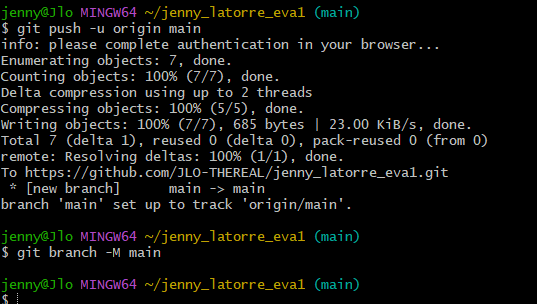 jenny@Jlo MINGW64 ~/jenny_latorre_eva1 (main)
$ git push -u origin main
info: please complete authentication in your browser...
Enumerating objects: 7, done.
Counting objects: 100% (7/7), done.
Delta compression using up to 2 threads
Compressing objects: 100% (5/5), done.
Writing objects: 100% (7/7), 685 bytes | 23.00 KiB/s, done.
Total 7 (delta 1), reused 0 (delta 0), pack-reused 0 (from 0)
remote: Resolving deltas: 100% (1/1), done.
To https://github.com/JLO-THEREAL/jenny_latorre_eva1.git
 * [new branch]      main -> main
branch 'main' set up to track 'origin/main'.
jenny@Jlo MINGW64 ~/jenny_latorre_eva1 (main)
$ git branch -M main
jenny@Jlo MINGW64 ~/jenny_latorre_eva1 (main)
$